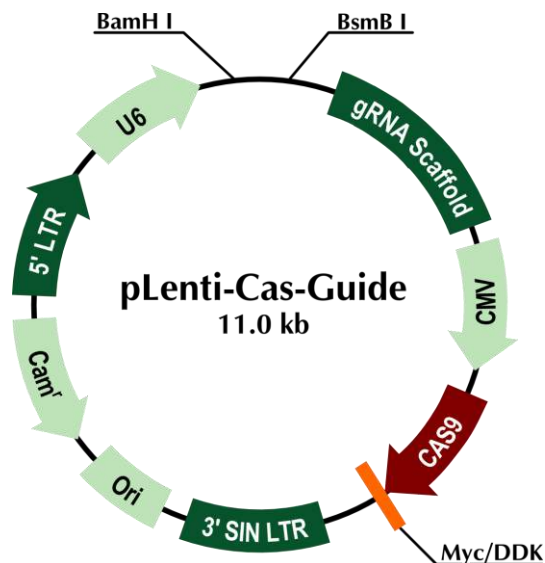 BamH I
BsmB I
U6
gRNA Scaffold
5' LTR
pLenti-Cas-Guide
11.0 kb
CMV
Camʳ
CAS9
Ori
3' SIN LTR
Myc/DDK